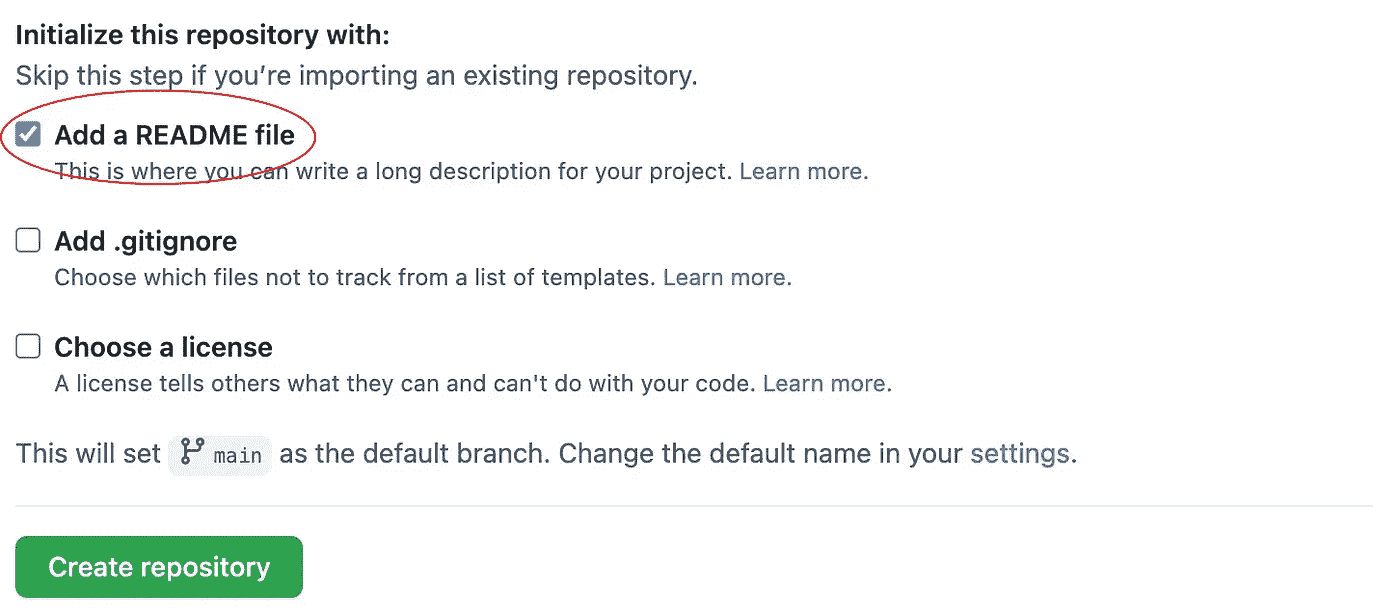 Initialize this repository with:
Skip this step if you’re importing an existing repository.
Add a README file
This is where you can write a long description for your project. Learn more.
Add .gitignore
Choose which files not to track from a list of templates. Learn more.
Choose a license
A license tells others what they can and can't do with your code. Learn more.
This will set main as the default branch. Change the default name in your settings.
Create repository